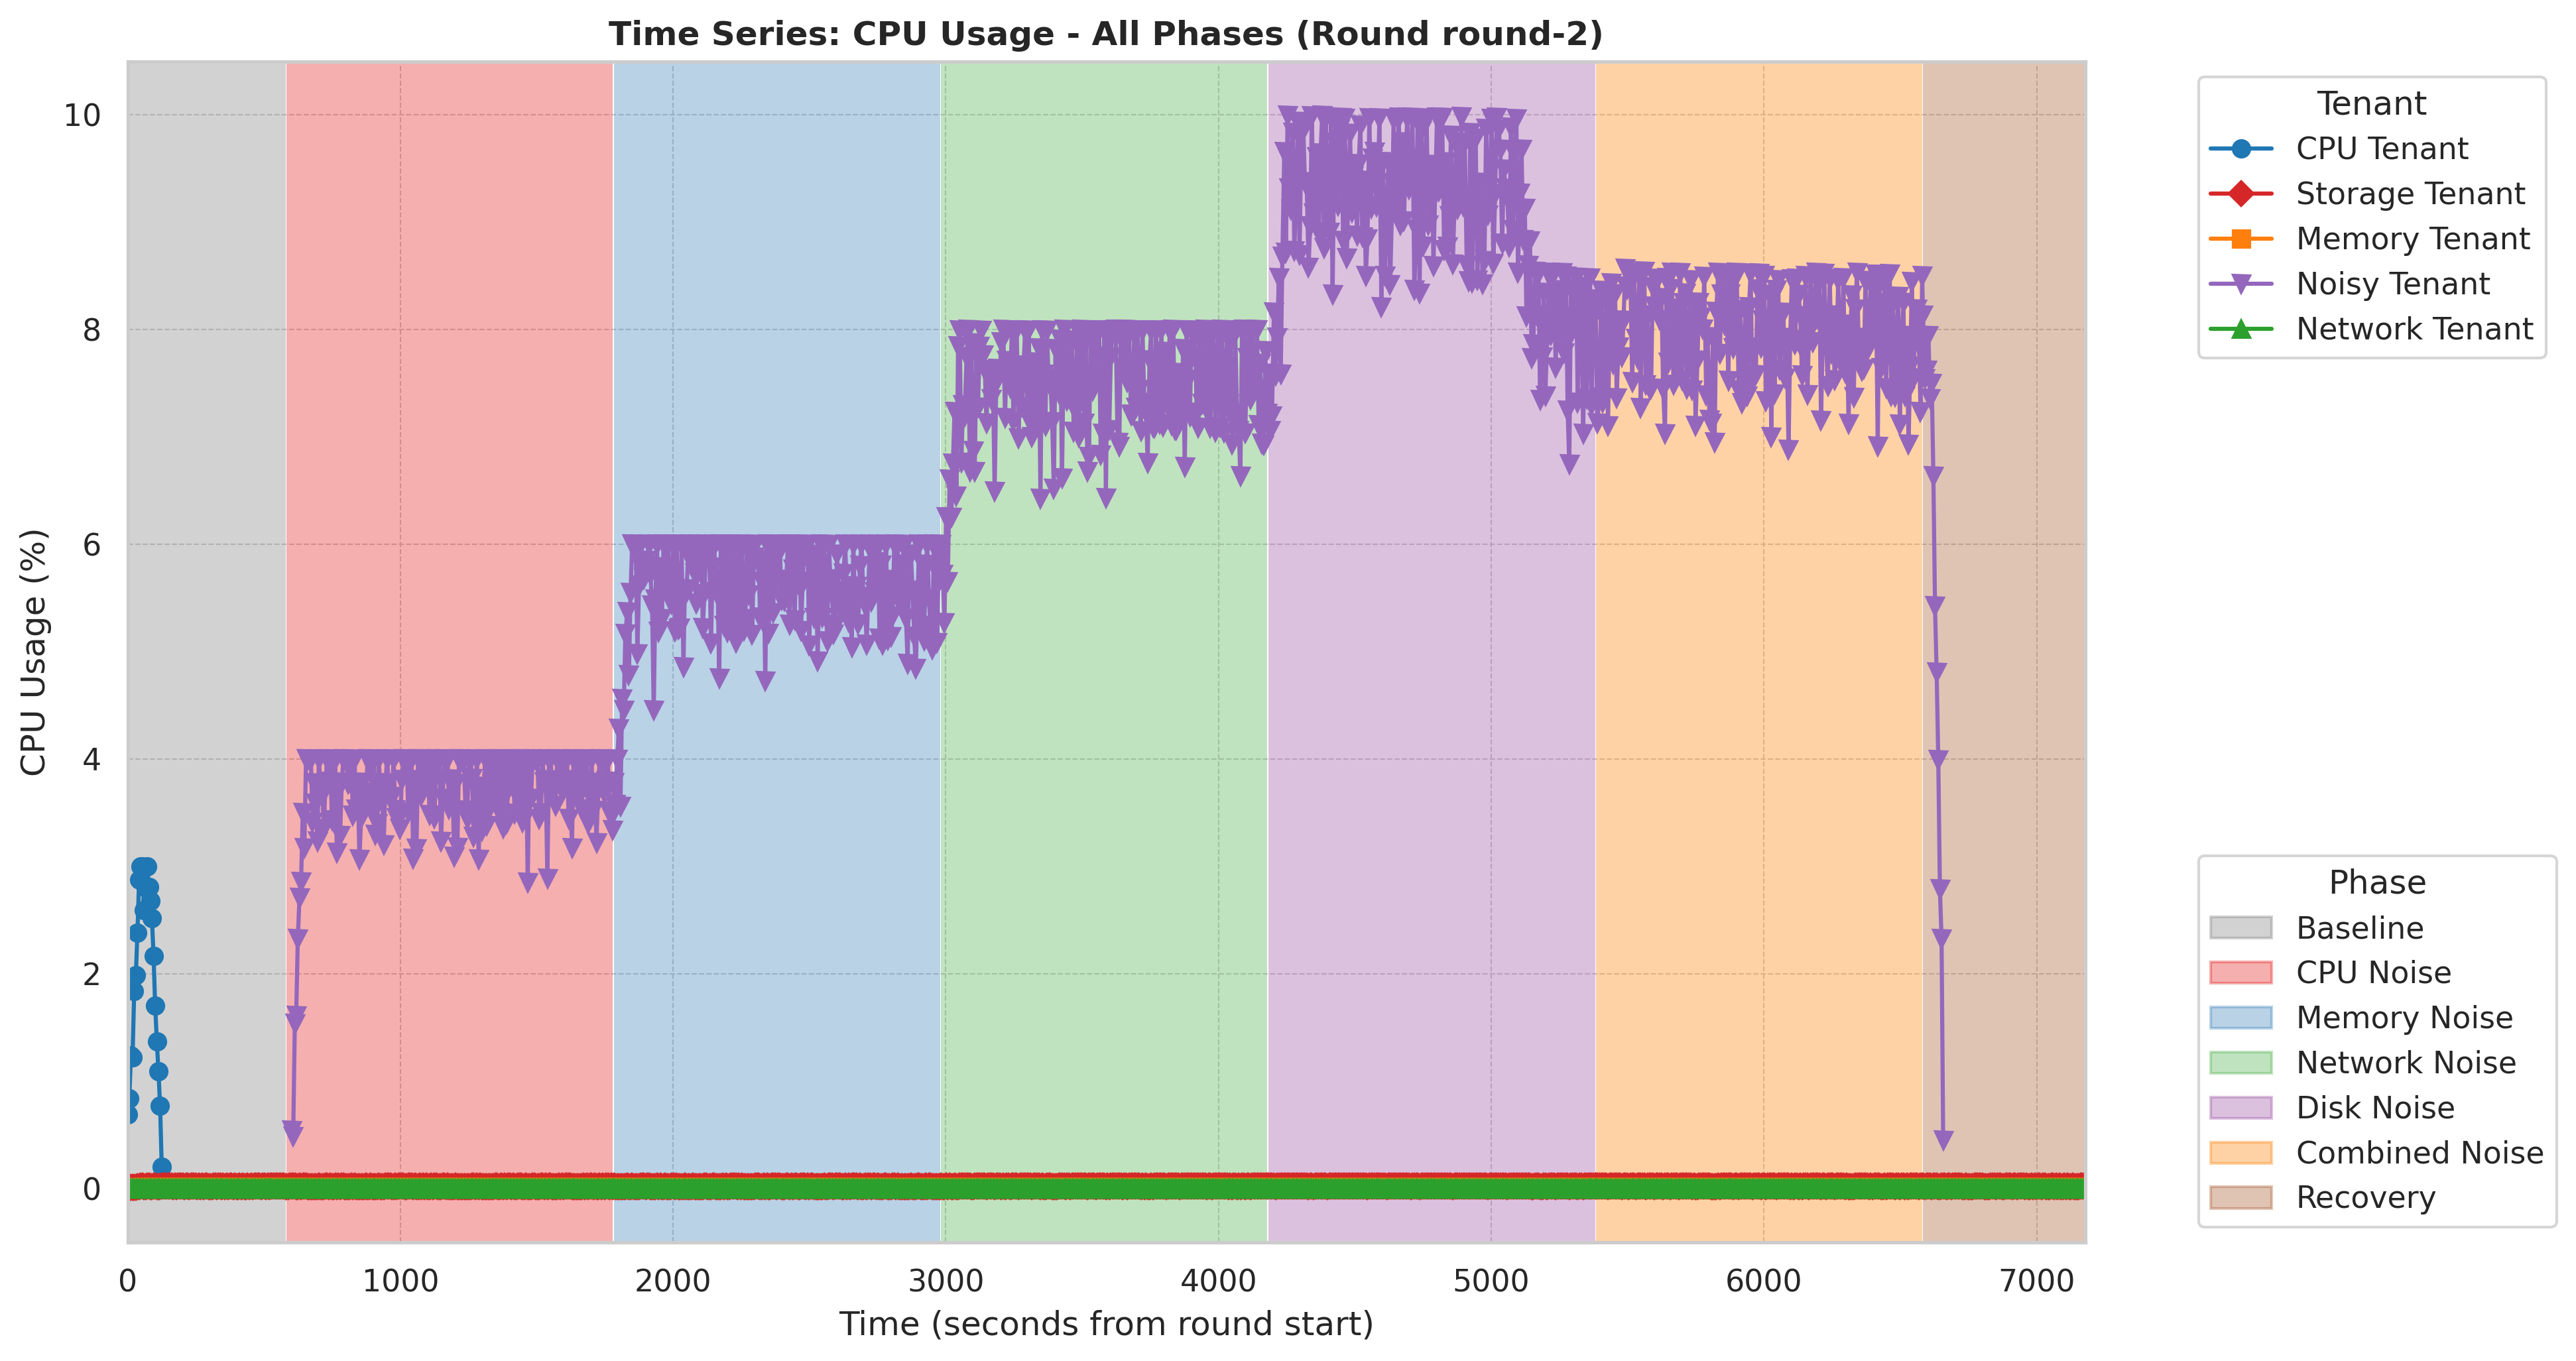 Time Series: CPU Usage - All Phases (Round round-2)
CPU Usage (%)
10
8
6
4
2
0
0 1000 2000 3000 4000 5000 6000 7000
Time (seconds from round start)
Tenant
CPU Tenant
Storage Tenant
Memory Tenant
Noisy Tenant
Network Tenant
Phase
Baseline
CPU Noise
Memory Noise
Network Noise
Disk Noise
Combined Noise
Recovery